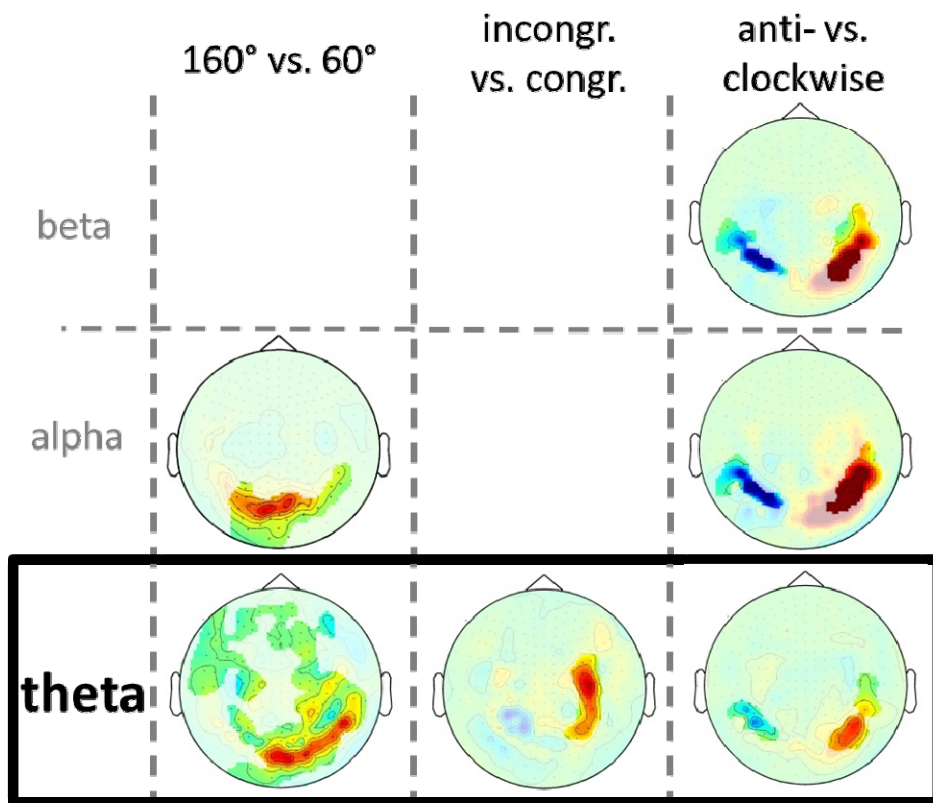 160° vs. 60°
incongr.
vs. congr.
anti- vs.
clockwise
beta
alpha
theta